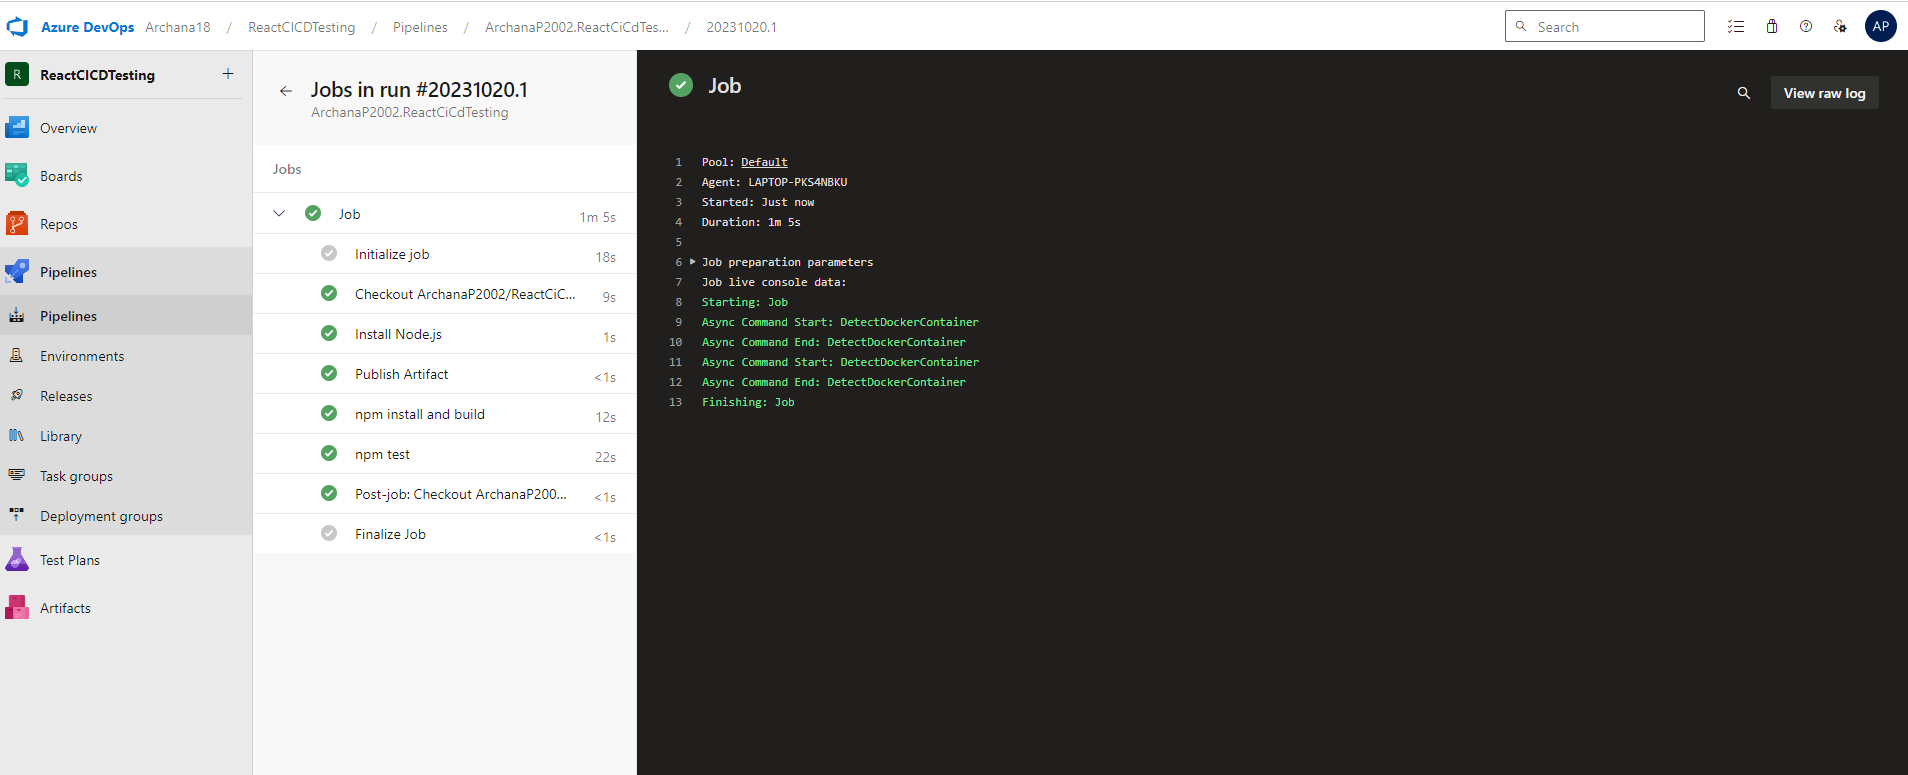 Azure DevOps Archana18 / ReactCICDTesting / Pipelines / ArchanaP2002.ReactCiCdTes... / 20231020.1
Search
AP
R ReactCICDTesting +
Overview
Boards
Repos
Pipelines
Pipelines
Environments
Releases
Library
Task groups
Deployment groups
Test Plans
Artifacts
Jobs in run #20231020.1
ArchanaP2002.ReactCiCdTesting
Jobs
Job 1m 5s
Initialize job 18s
Checkout ArchanaP2002/ReactCiC... 9s
Install Node.js 1s
Publish Artifact <1s
npm install and build 12s
npm test 22s
Post-job: Checkout ArchanaP200... <1s
Finalize Job <1s
Job
View raw log
1 Pool: Default
2 Agent: LAPTOP-PKS4NBKU
3 Started: Just now
4 Duration: 1m 5s
5
6 Job preparation parameters
7 Job live console data:
8 Starting: Job
9 Async Command Start: DetectDockerContainer
10 Async Command End: DetectDockerContainer
11 Async Command Start: DetectDockerContainer
12 Async Command End: DetectDockerContainer
13 Finishing: Job